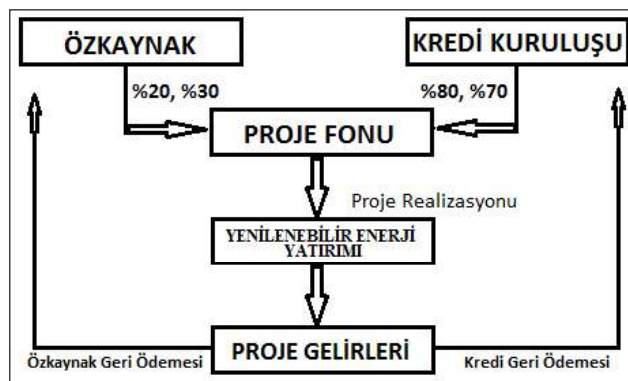 ÖZKAYNAK
KREDİ KURULUŞU
%20, %30
%80, %70
PROJE FONU
Proje Realizasyonu
YENİLENEBİLİR ENERJİ
YATIRIMI
PROJE GELİRLERİ
Özkaynak Geri Ödemesi
Kredi Geri Ödemesi